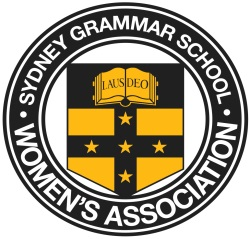 · SYDNEY GRAMMAR SCHOOL ·
LAUS DEO
WOMEN'S ASSOCIATION